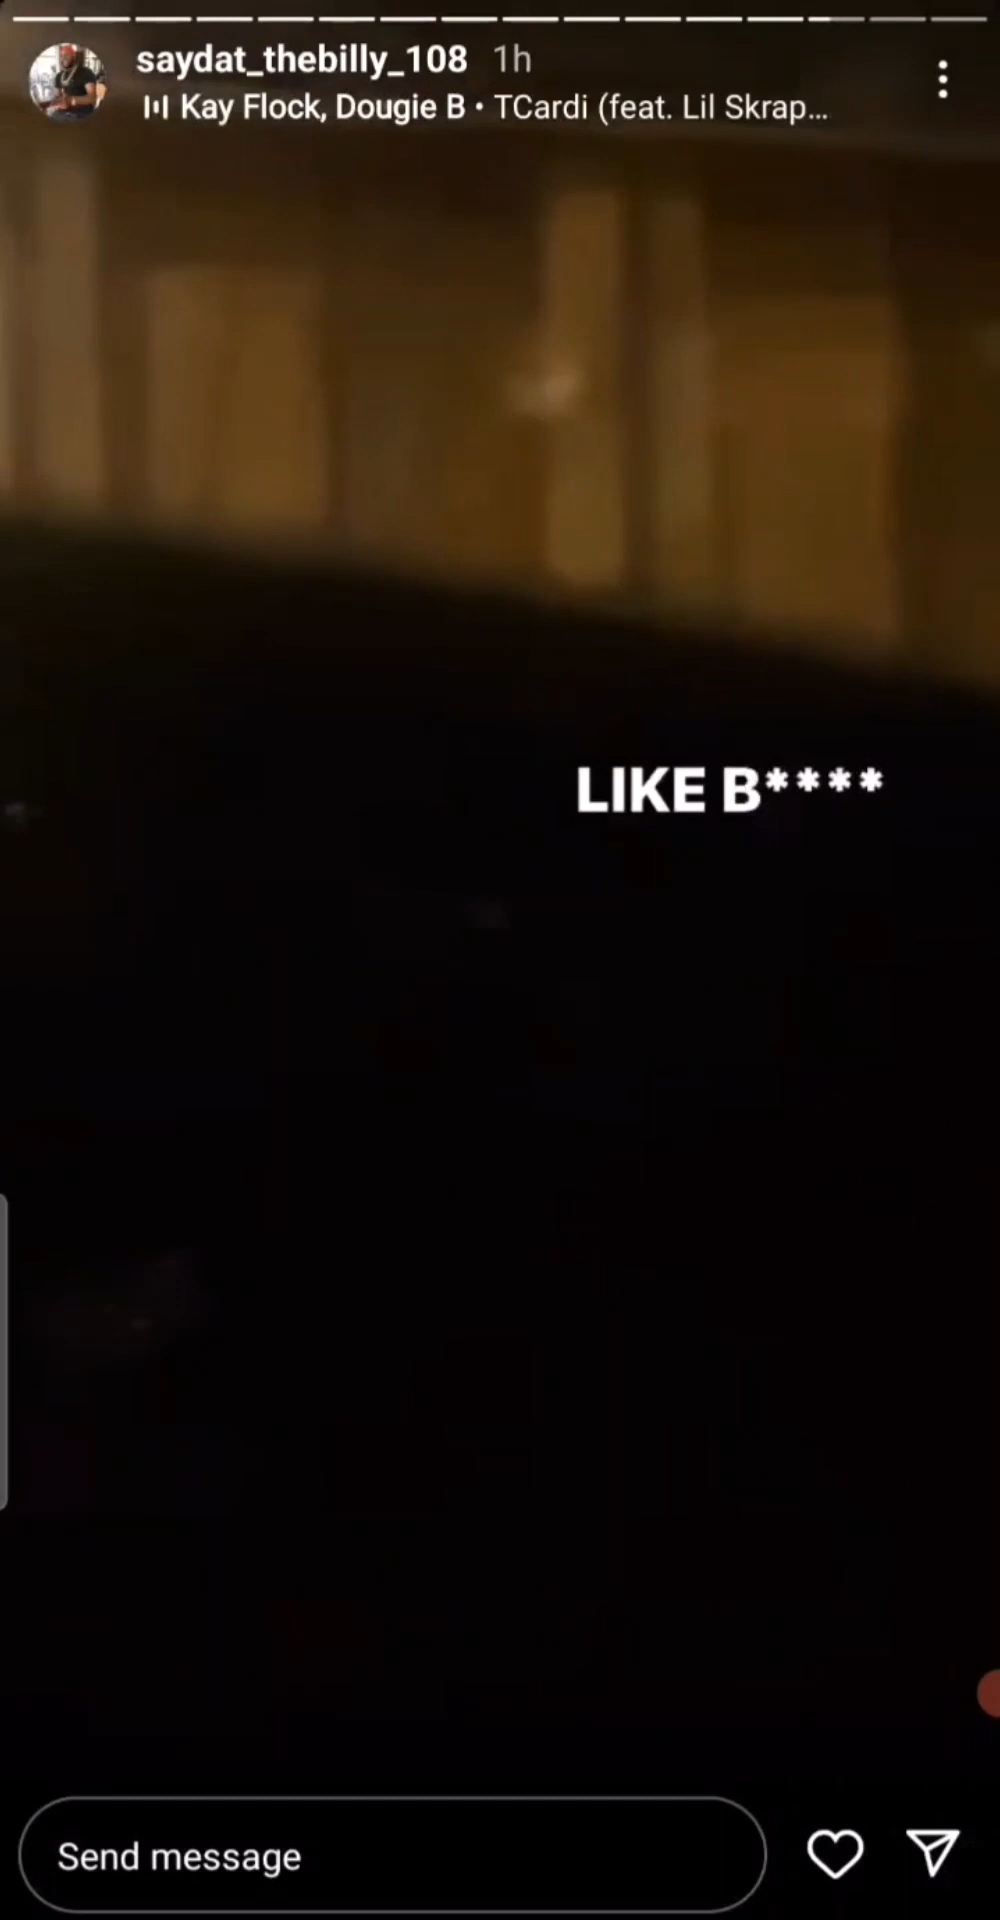 saydat_thebilly_108 1h
Kay Flock, Dougie B • TCardi (feat. Lil Skrap...
LIKE B****
Send message